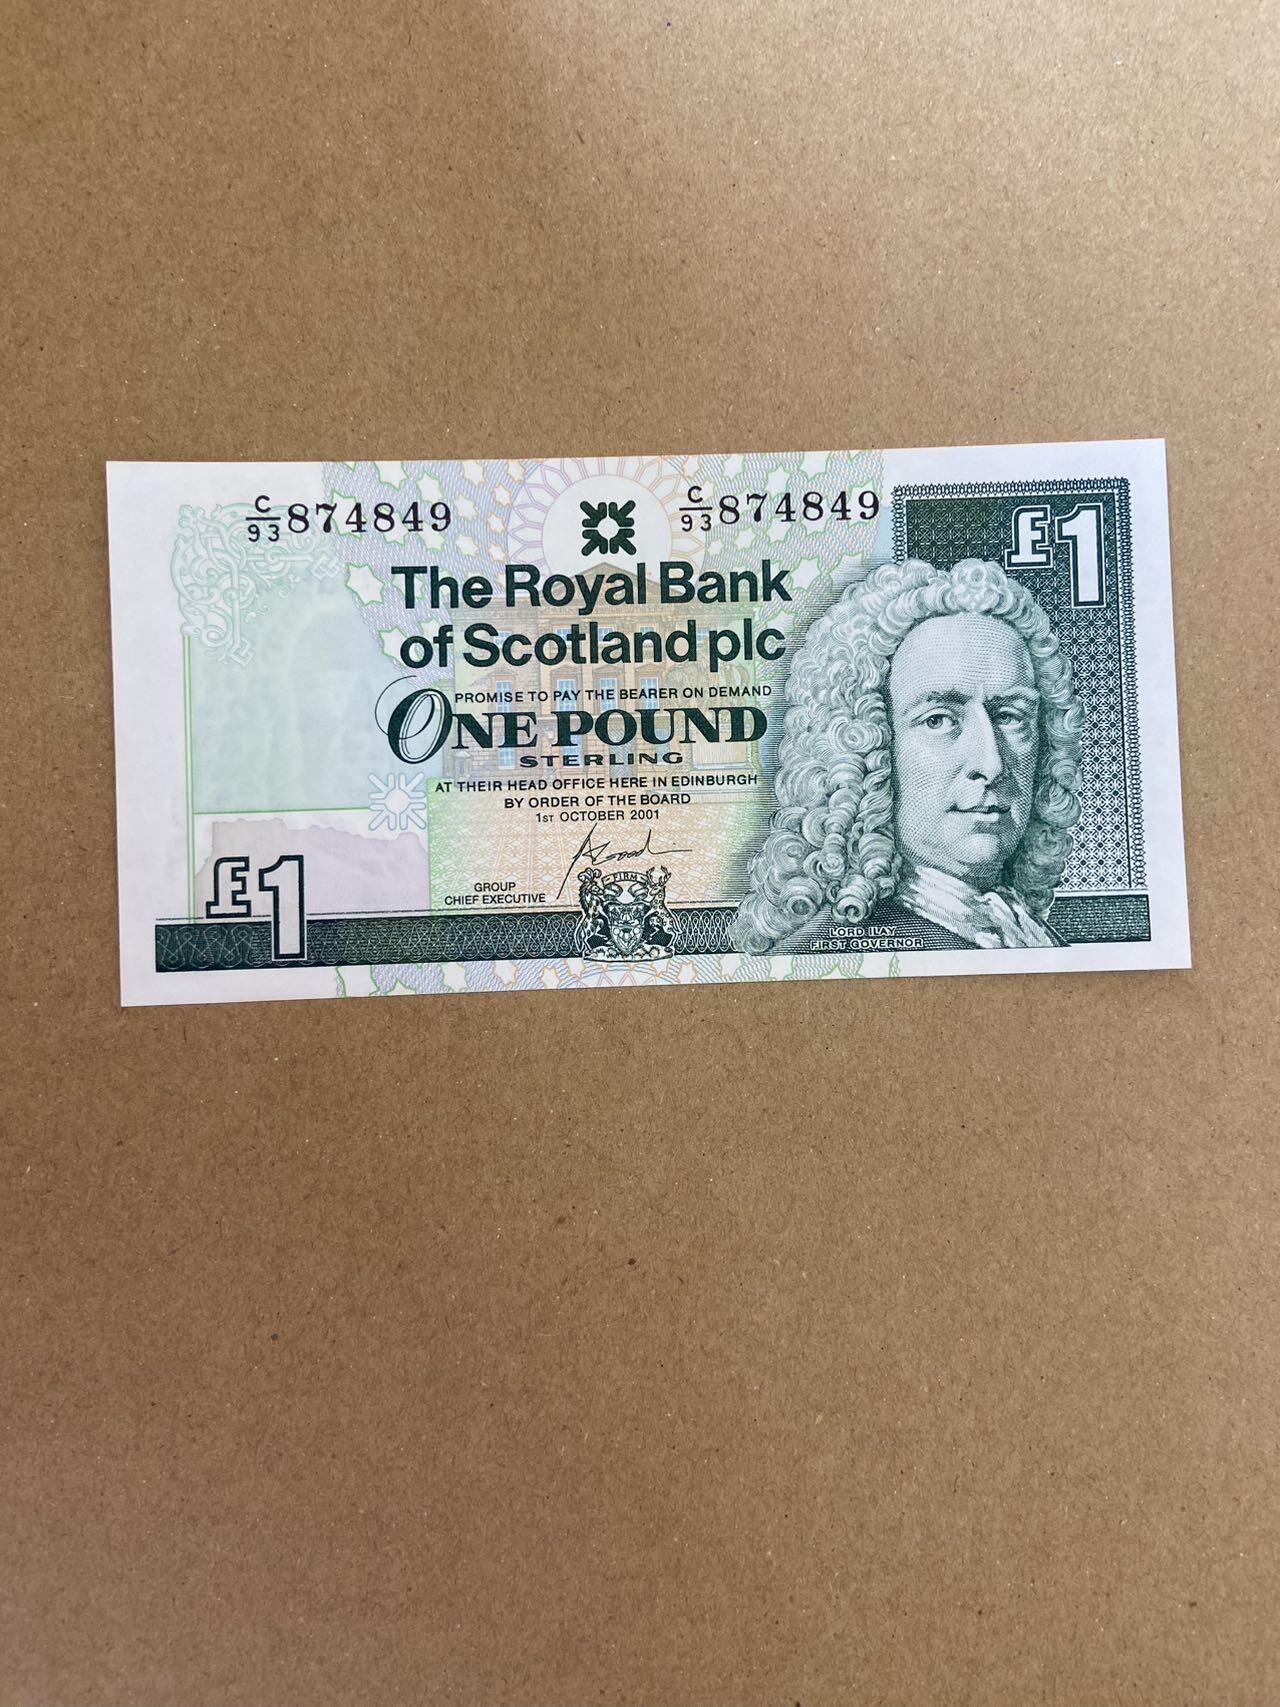 C/93 874849
C/93 874849
£1
The Royal Bank
of Scotland plc
PROMISE TO PAY THE BEARER ON DEMAND
ONE POUND
STERLING
AT THEIR HEAD OFFICE HERE IN EDINBURGH
BY ORDER OF THE BOARD
1ST OCTOBER 2001
GROUP
CHIEF EXECUTIVE
FIRM
£1
LORD ILAY
FIRST GOVERNOR